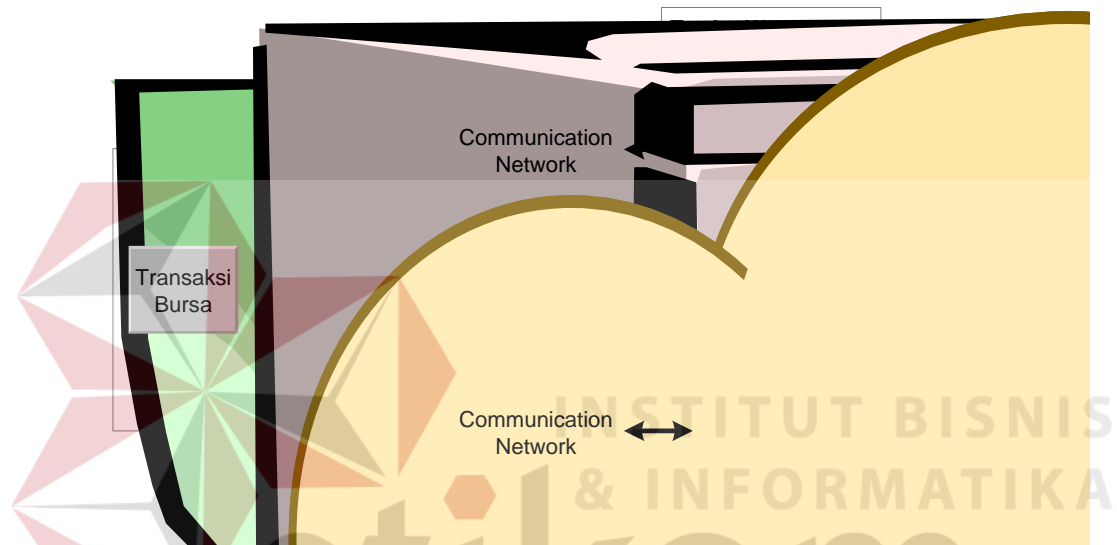 Communication
Network
Transaksi
Bursa
Communication
Network
INSTITUT BISNIS
& INFORMATIKA